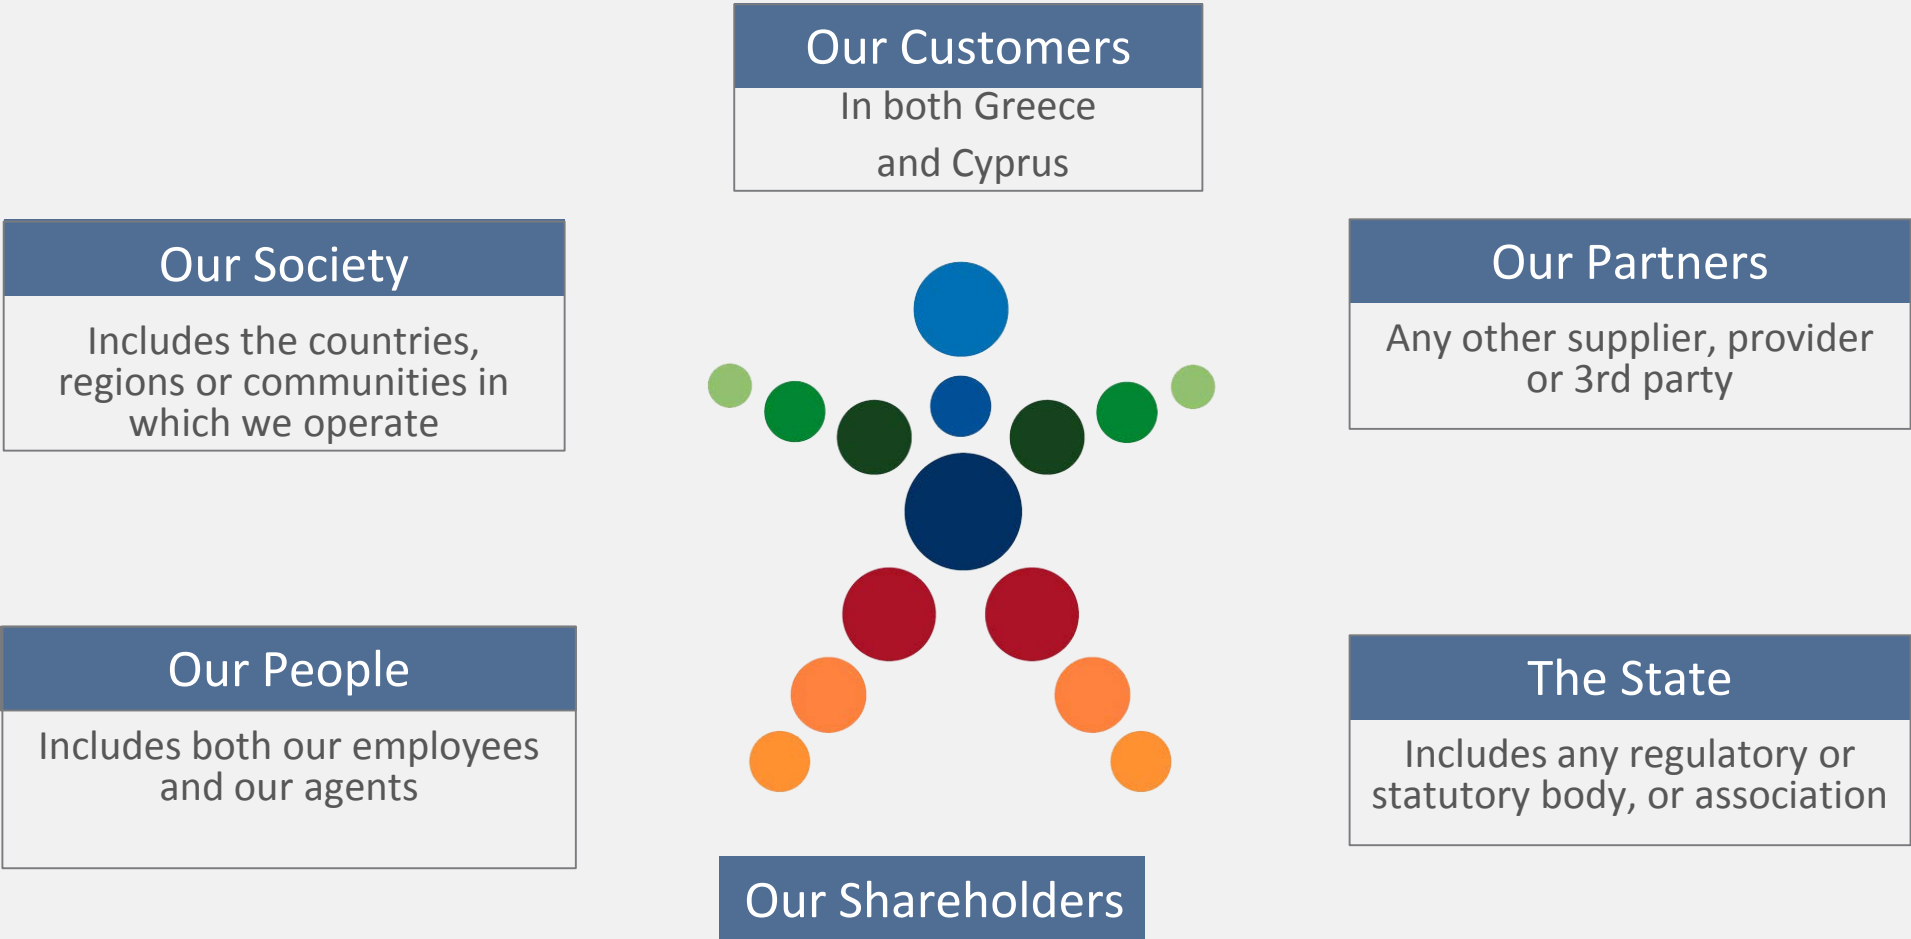 Our Customers
In both Greece
and Cyprus
Our Society
Includes the countries,
regions or communities in
which we operate
Our Partners
Any other supplier, provider
or 3rd party
Our People
Includes both our employees
and our agents
The State
Includes any regulatory or
statutory body, or association
Our Shareholders